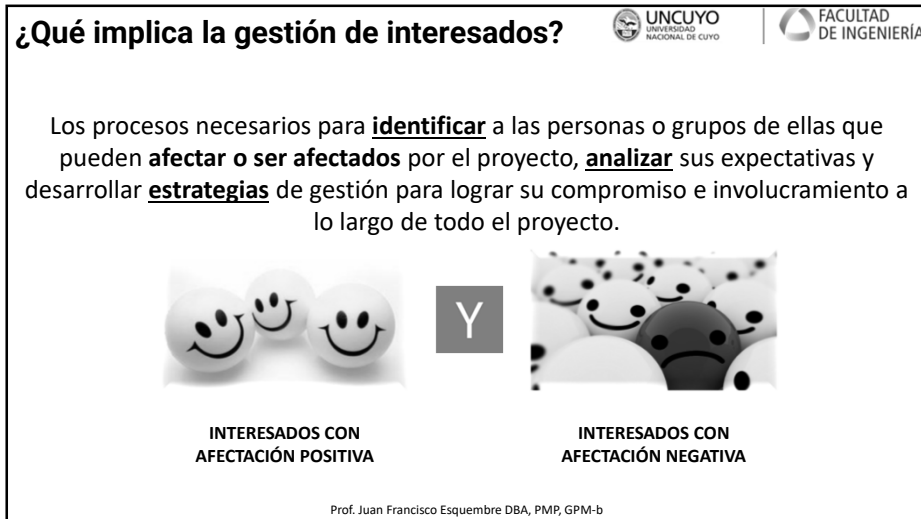 ¿Qué implica la gestión de interesados?
UNCUYO
UNIVERSIDAD
NACIONAL DE CUYO
FACULTAD
DE INGENIERÍA
Los procesos necesarios para identificar a las personas o grupos de ellas que
pueden afectar o ser afectados por el proyecto, analizar sus expectativas y
desarrollar estrategias de gestión para lograr su compromiso e involucramiento a
lo largo de todo el proyecto.
Y
INTERESADOS CON
AFECTACIÓN POSITIVA
INTERESADOS CON
AFECTACIÓN NEGATIVA
Prof. Juan Francisco Esquembre DBA, PMP, GPM-b